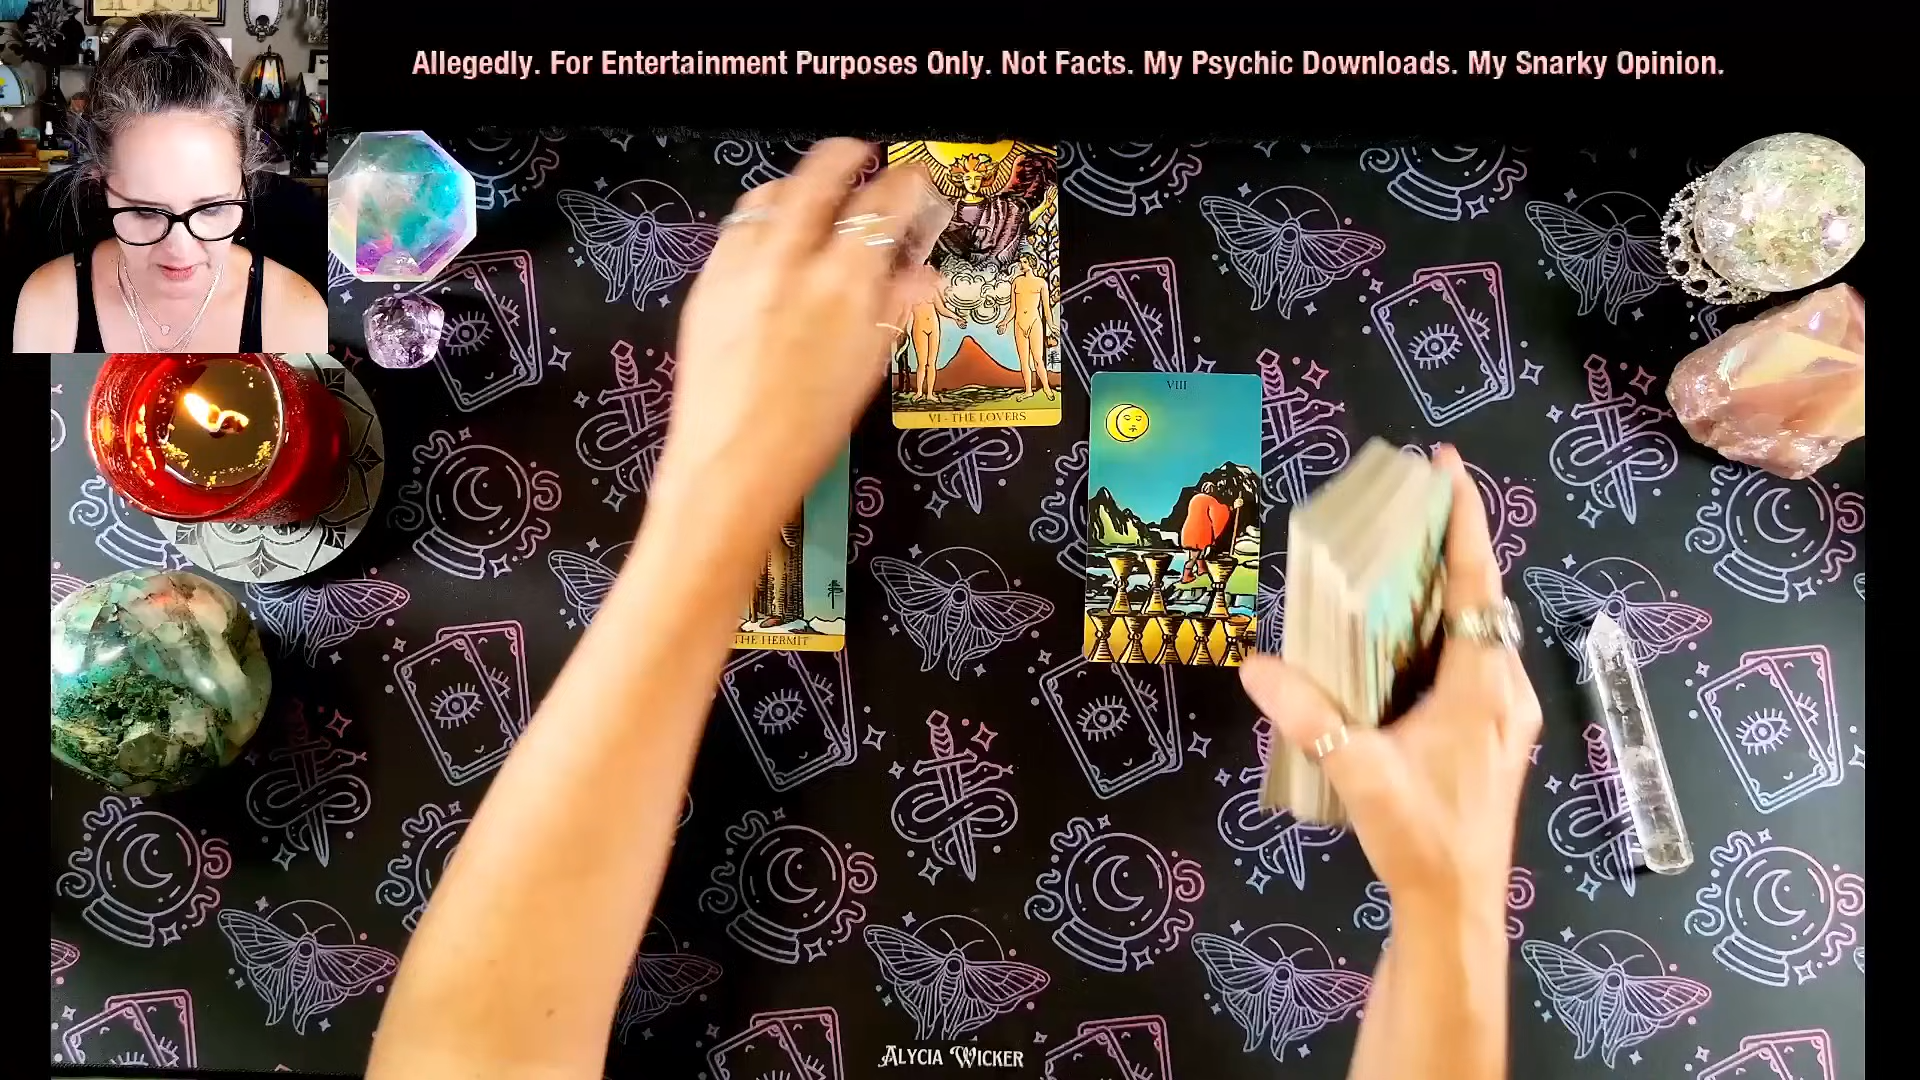 Allegedly. For Entertainment Purposes Only. Not Facts. My Psychic Downloads. My Snarky Opinion.
VI - THE LOVERS
VIII
THE HERMIT
ALYCIA WICKER